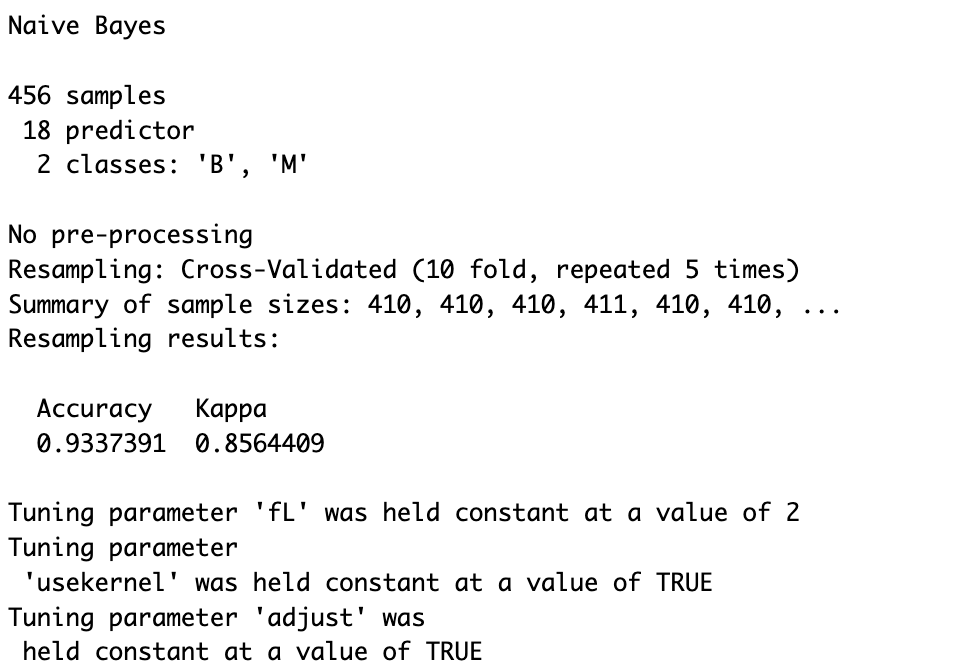 Naive Bayes
456 samples
18 predictor
2 classes: 'B', 'M'
No pre-processing
Resampling: Cross-Validated (10 fold, repeated 5 times)
Summary of sample sizes: 410, 410, 410, 411, 410, 410, ...
Resampling results:
Accuracy Kappa
0.9337391 0.8564409
Tuning parameter 'fL' was held constant at a value of 2
Tuning parameter
'usekernel' was held constant at a value of TRUE
Tuning parameter 'adjust' was
held constant at a value of TRUE